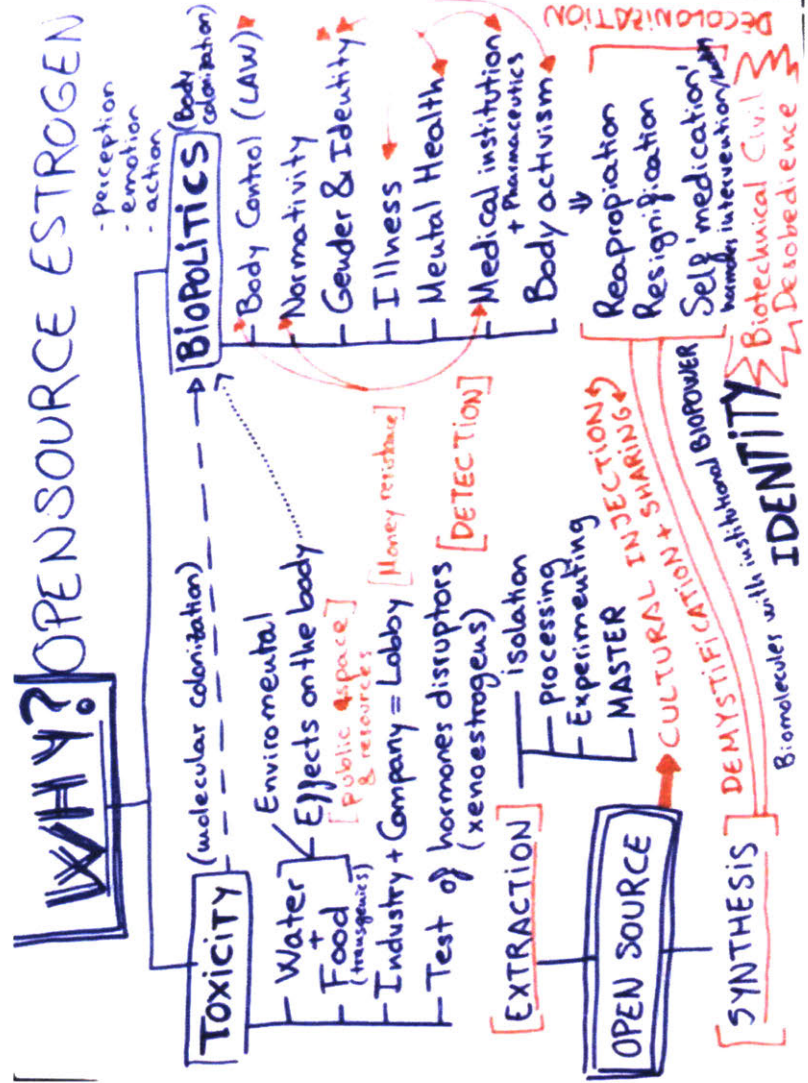 WHY? OPENSOURCE ESTROGEN
- perception
- emotion
- action
TOXICITY
(molecular colonization)
Water
+
Food
(transgenics)
Enviromental
Effects on the body
[public space
& resources]
Industry + Company = Lobby
[Money resistance]
Test of hormones disruptors
(xenoestrogens)
[DETECTION]
BIOPOLITICS
(Body
colonization)
Body Control (LAW)
Normativity
Gender & Identity
Illness
Mental Health
Medical institution
+ Pharmaceutics
Body activism
DECOLONIZATION
Reapropiation
Resignification
Self 'medication'
hormones intervention/
Biotechnical Civil
Desobedience
[EXTRACTION]
isolation
Processing
Experimenting
MASTER
OPEN SOURCE
CULTURAL INJECTION
DEMYSTIFICATION + SHARING
[SYNTHESIS]
Biomolecules with institutional BIOPOWER
IDENTITY